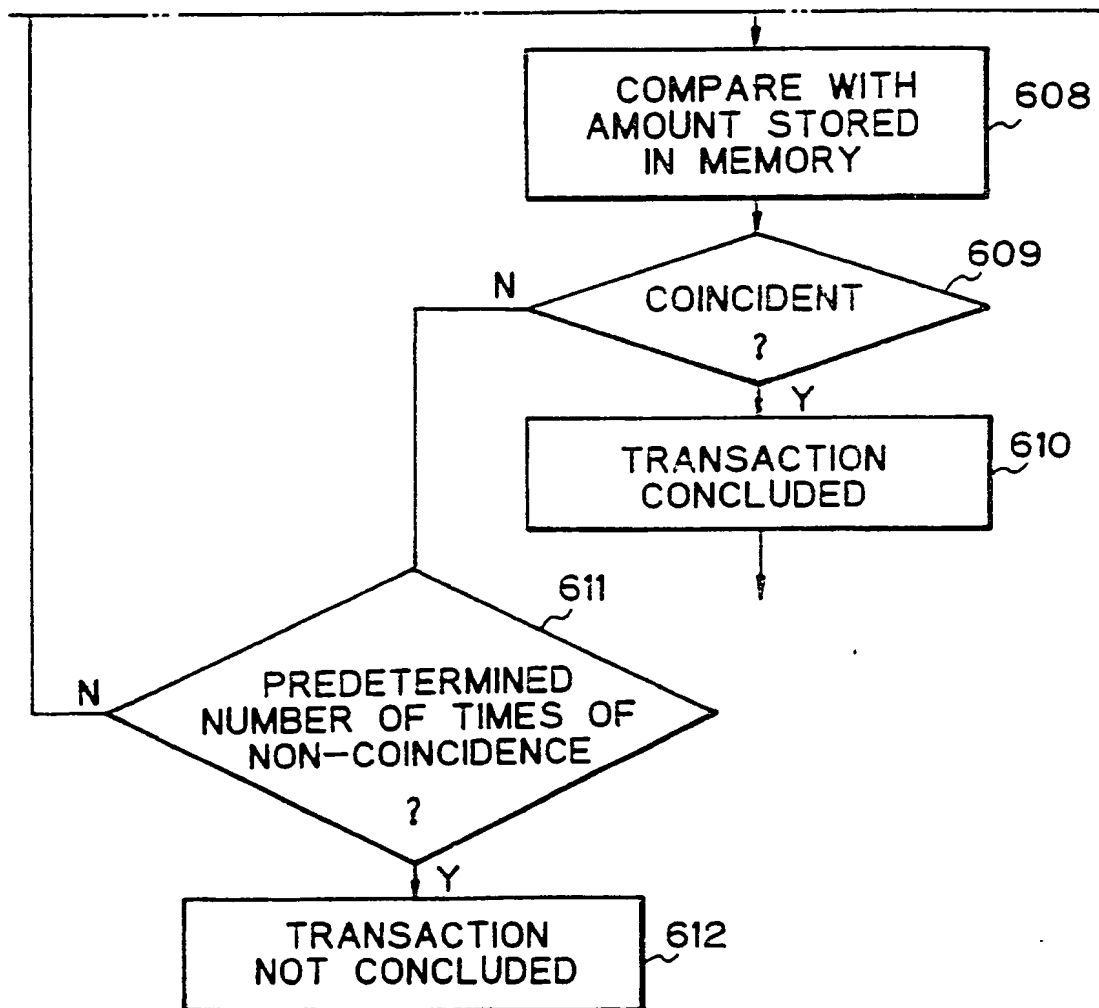 COMPARE WITH
AMOUNT STORED
IN MEMORY
608
609
N
COINCIDENT
?
Y
TRANSACTION
CONCLUDED
610
611
N
PREDETERMINED
NUMBER OF TIMES OF
NON-COINCIDENCE
?
Y
TRANSACTION
NOT CONCLUDED
612